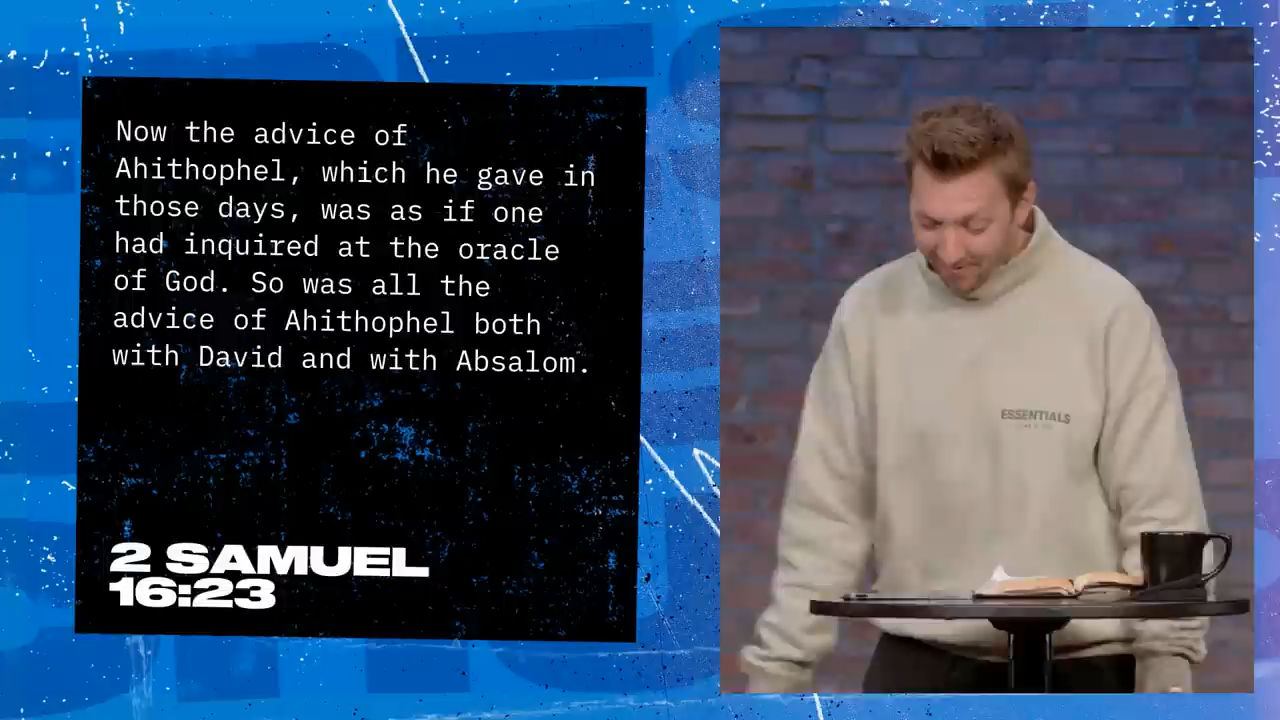 Now the advice of
Ahithophel, which he gave in
those days, was as if one
had inquired at the oracle
of God. So was all the
advice of Ahithophel both
with David and with Absalom.
2 SAMUEL
16:23
ESSENTIALS